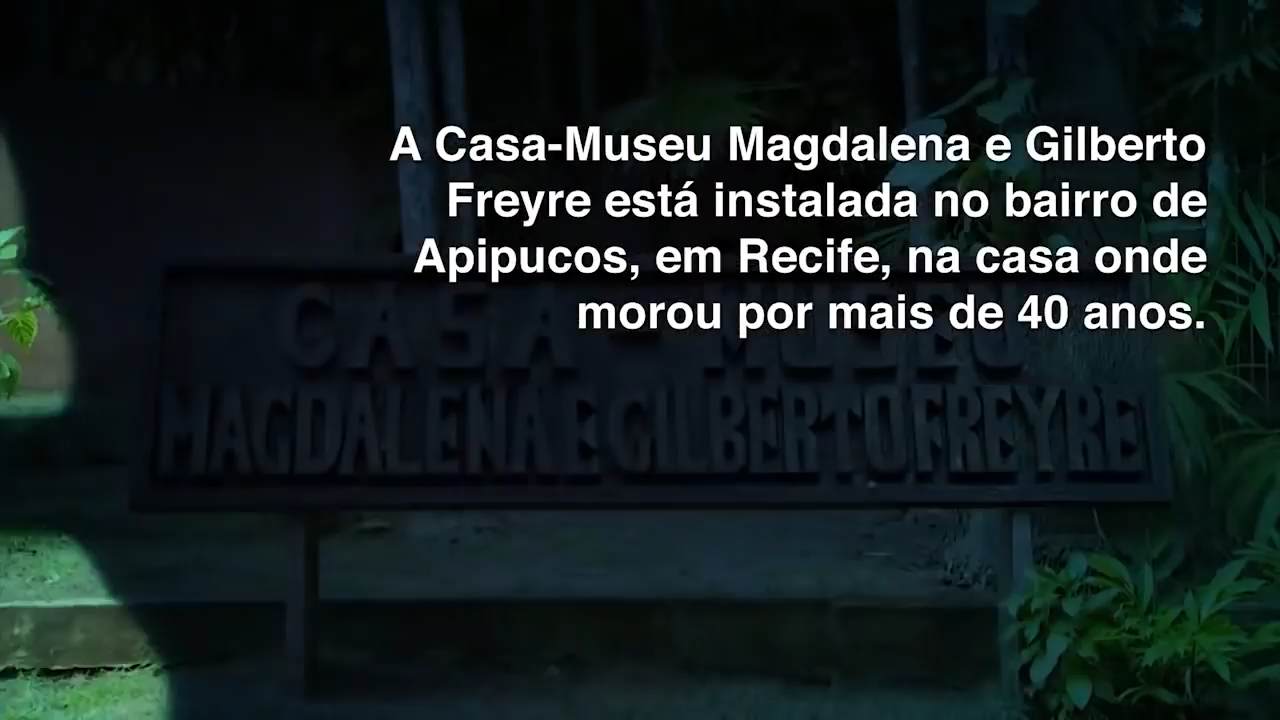 A Casa-Museu Magdalena e Gilberto
Freyre está instalada no bairro de
Apipucos, em Recife, na casa onde
morou por mais de 40 anos.
CASA-MUSEU
MAGDALENA E GILBERTO FREYRE